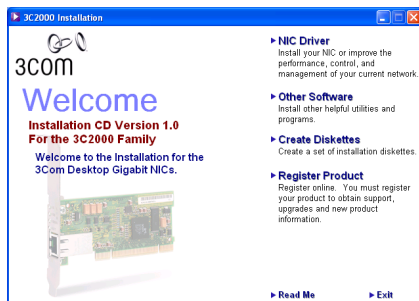 3C2000 Installation
3COM
Welcome
Installation CD Version 1.0
For the 3C2000 Family
Welcome to the Installation for the
3Com Desktop Gigabit NICs.
NIC Driver
Install your NIC or improve the
performance, control, and
management of your current network.
Other Software
Install other helpful utilities and
programs.
Create Diskettes
Create a set of installation diskettes.
Register Product
Register online. You must register
your product to obtain support,
upgrades and new product
information.
Read Me
Exit